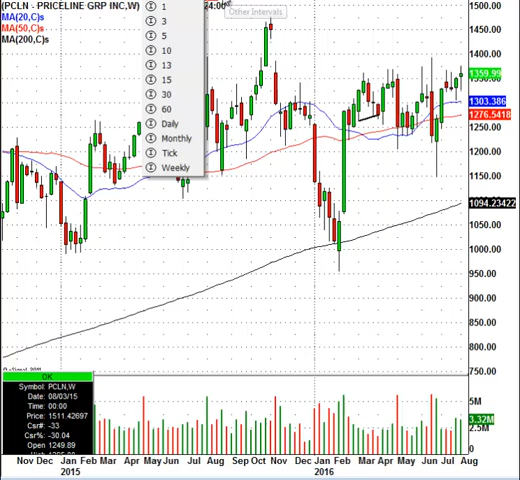 (PCLN - PRICELINE GRP INC,W) 24:00
MA(20,C)s
MA(50,C)s
MA(200,C)s
1
3
5
10
13
15
30
60
Daily
Monthly
Tick
Weekly
Other Intervals
1500.00
1450.00
1400.00
1359.99
1303.386
1276.5418
1250.00
1200.00
1150.00
1094.23422
1050.00
1000.00
950.00
900.00
850.00
800.00
750.00
OK
Symbol: PCLN,W
Date: 08/03/15
Time: 00:00
Price: 1511.42697
Csr#: -33
Csr%: -30.04
Open 1249.89
5M
3.32M
2.5M
0
Nov Dec Jan Feb Mar Apr May Jun Jul Aug Sep Oct Nov Dec Jan Feb Mar Apr May Jun Jul Aug
2015 2016